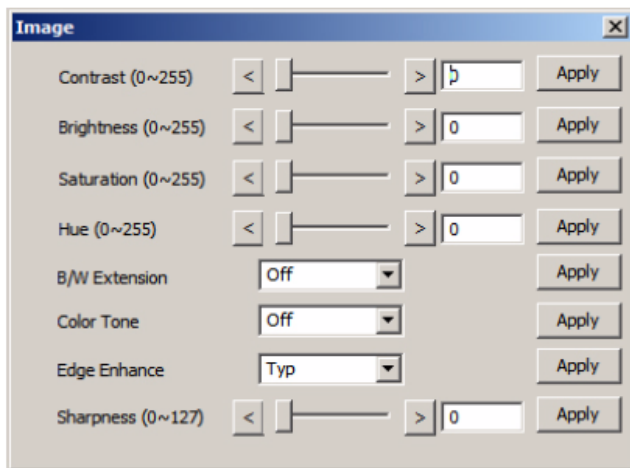 Image
Contrast (0~255) < > 0 Apply
Brightness (0~255) < > 0 Apply
Saturation (0~255) < > 0 Apply
Hue (0~255) < > 0 Apply
B/W Extension Off Apply
Color Tone Off Apply
Edge Enhance Typ Apply
Sharpness (0~127) < > 0 Apply